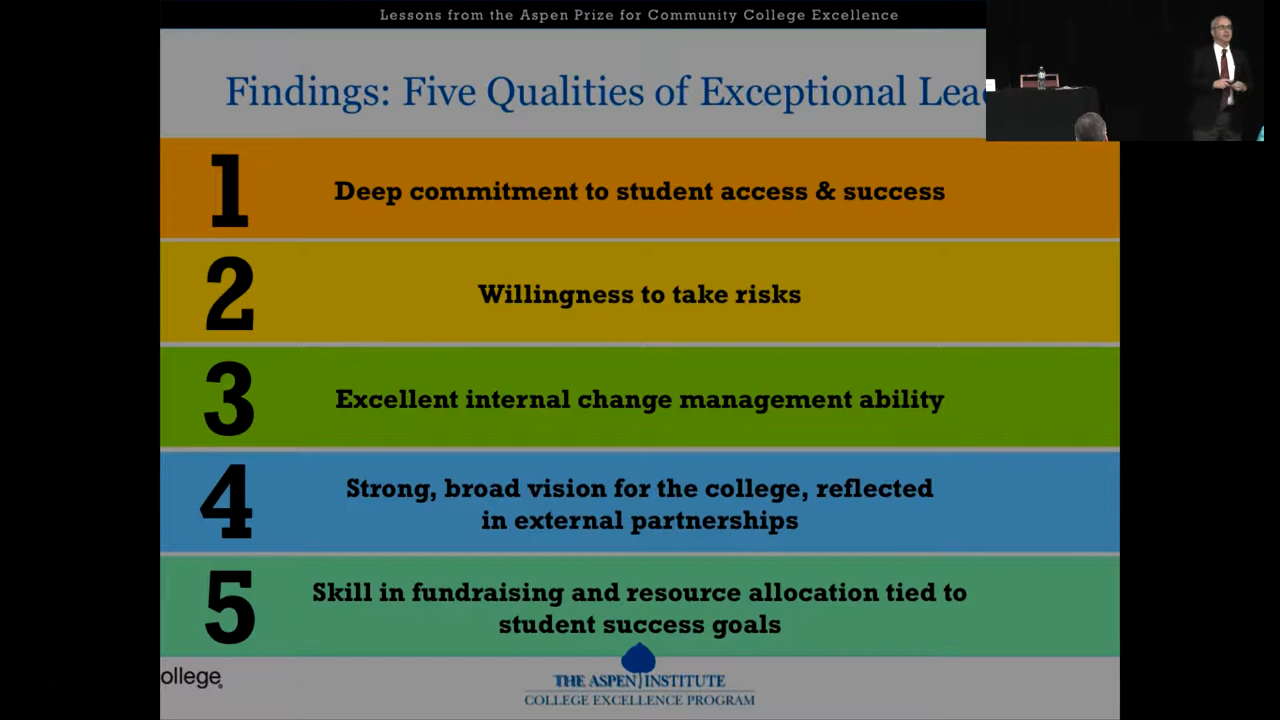 Lessons from the Aspen Prize for Community College Excellence
Findings: Five Qualities of Exceptional Lea
1
Deep commitment to student access & success
2
Willingness to take risks
3
Excellent internal change management ability
4
Strong, broad vision for the college, reflected
in external partnerships
5
Skill in fundraising and resource allocation tied to
student success goals
ollege
THE ASPEN INSTITUTE
COLLEGE EXCELLENCE PROGRAM